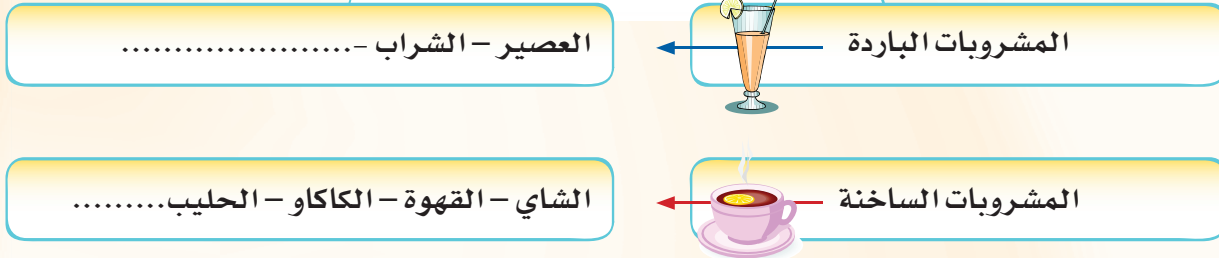 المشروبات الباردة
العصير – الشراب -......................
المشروبات الساخنة
الشاي – القهوة – الكاكاو – الحليب.........